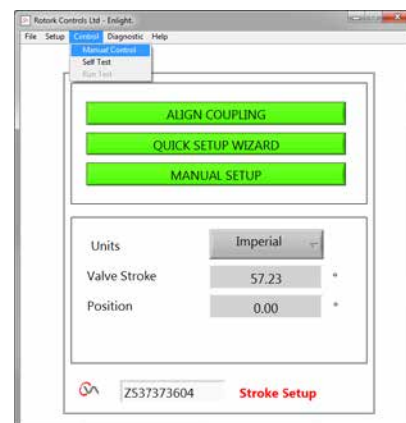 Rotork Controls Ltd - Enlight.
File Setup Control Diagnostic Help
Manual Control
Self Test
Run Test
ALIGN COUPLING
QUICK SETUP WIZARD
MANUAL SETUP
Units Imperial
Valve Stroke 57.23 °
Position 0.00 °
ZS37373604 Stroke Setup